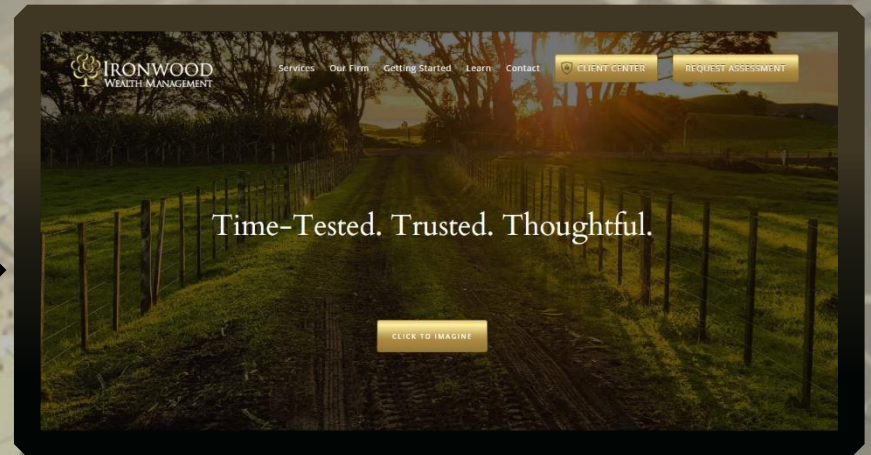 IRONWOOD
WEALTH MANAGEMENT
Services Our Firm Getting Started Learn Contact CLIENT CENTER REQUEST ASSESSMENT
Time-Tested. Trusted. Thoughtful.
CLICK TO IMAGINE